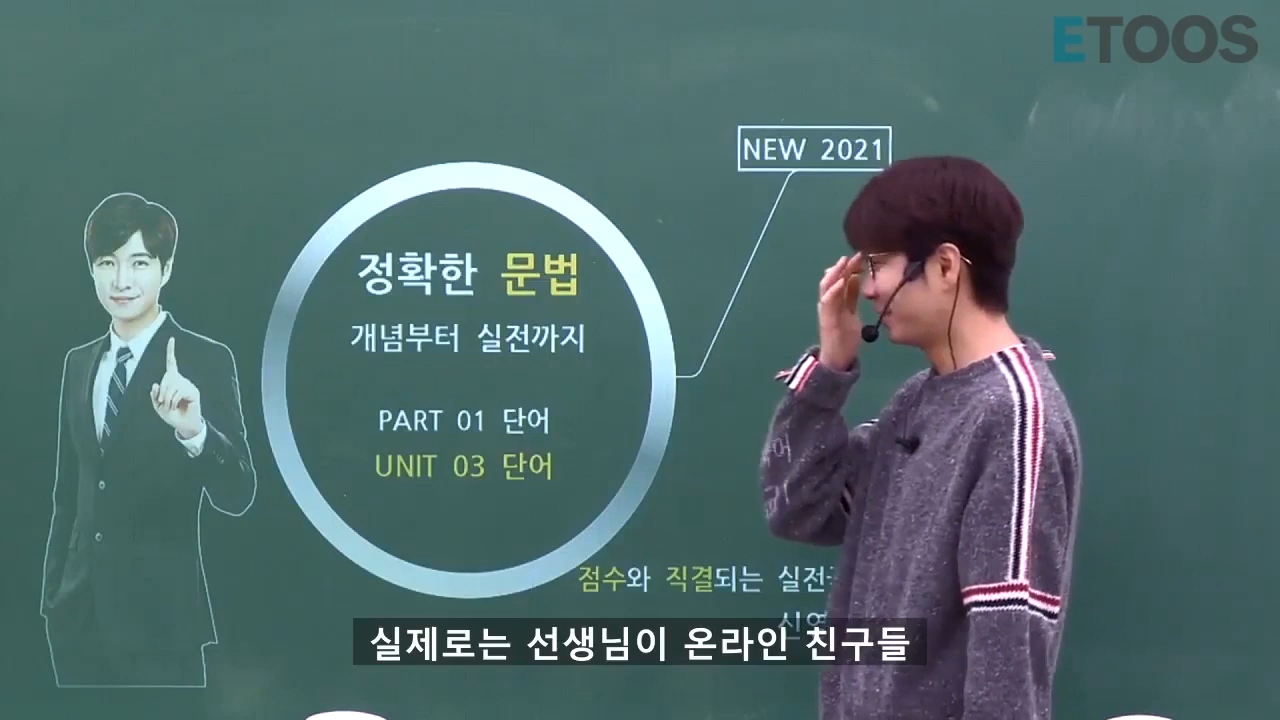 ETOOS
NEW 2021
정확한 문법
개념부터 실전까지
PART 01 단어
UNIT 03 단어
점수와 직결되는 실전
신영
실제로는 선생님이 온라인 친구들